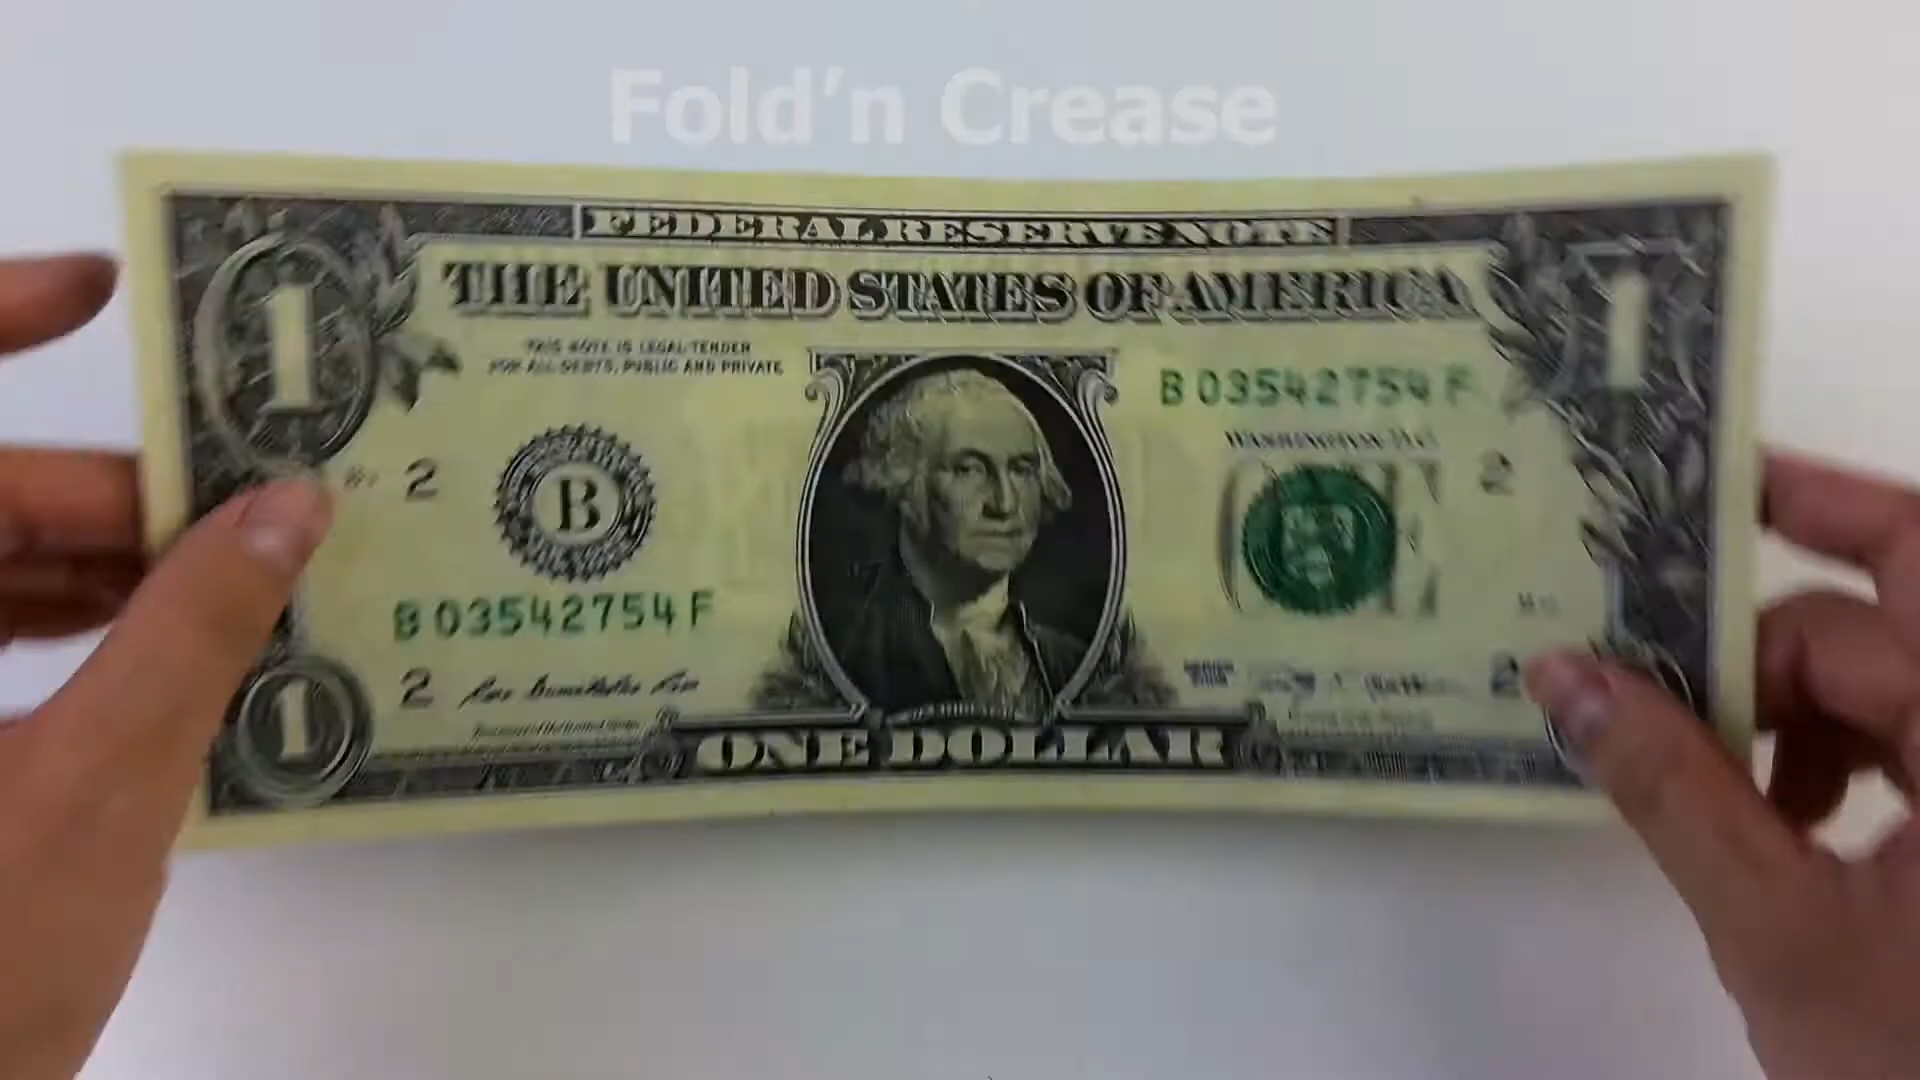 Fold'n Crease
FEDERAL RESERVE NOTE
THE UNITED STATES OF AMERICA
1
1
THIS NOTE IS LEGAL TENDER
FOR ALL DEBTS, PUBLIC AND PRIVATE
B 03542754 F
WASHINGTON, D.C.
2
B
2
B 03542754 F
2
2
1
ONE DOLLAR